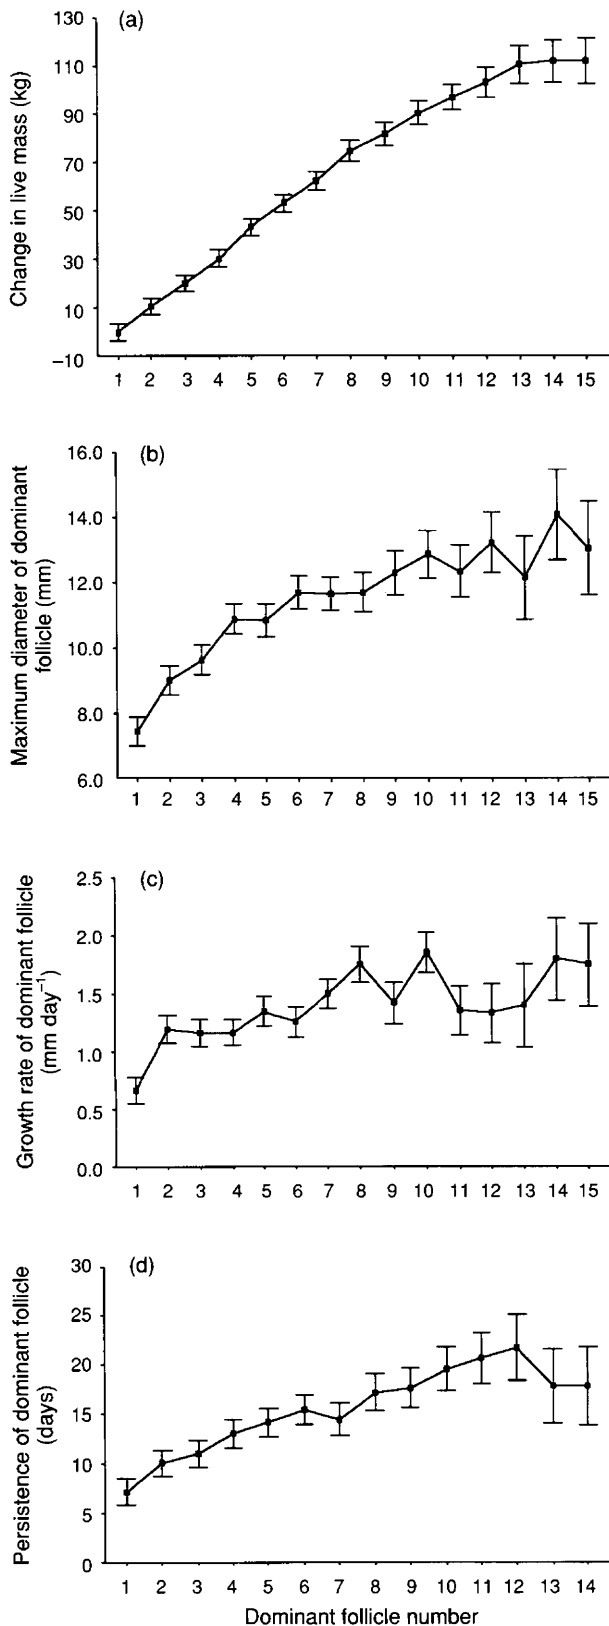 (a)
Change in live mass (kg)
130
110
90
70
50
30
10
−10
1 2 3 4 5 6 7 8 9 10 11 12 13 14 15
(b)
Maximum diameter of dominant
follicle (mm)
16.0
14.0
12.0
10.0
8.0
6.0
1 2 3 4 5 6 7 8 9 10 11 12 13 14 15
(c)
Growth rate of dominant follicle
(mm day⁻¹)
2.5
2.0
1.5
1.0
0.5
0.0
1 2 3 4 5 6 7 8 9 10 11 12 13 14 15
(d)
Persistence of dominant follicle
(days)
30
25
20
15
10
5
0
1 2 3 4 5 6 7 8 9 10 11 12 13 14
Dominant follicle number